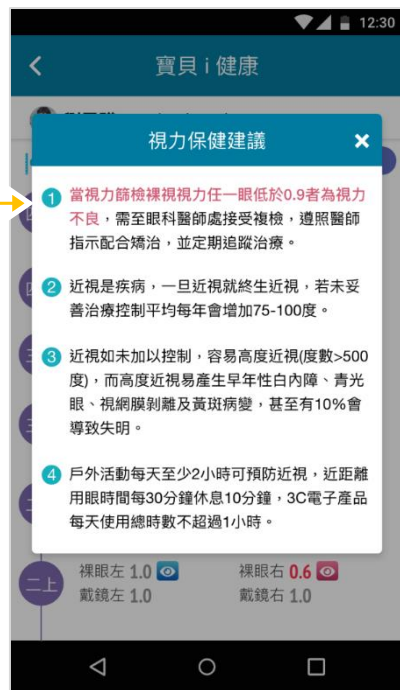 12:30
寶貝 i 健康
視力保健建議
1 當視力篩檢裸視視力任一眼低於0.9者為視力
不良，需至眼科醫師處接受複檢，遵照醫師
指示配合矯治，並定期追蹤治療。
2 近視是疾病，一旦近視就終生近視，若未妥
善治療控制平均每年會增加75-100度。
3 近視如未加以控制，容易高度近視(度數>500
度)，而高度近視易產生早年性白內障、青光
眼、視網膜剝離及黃斑病變，甚至有10%會
導致失明。
4 戶外活動每天至少2小時可預防近視，近距離
用眼時間每30分鐘休息10分鐘，3C電子產品
每天使用總時數不超過1小時。
二上
裸眼左 1.0 裸眼右 0.6
戴鏡左 1.0 戴鏡右 1.0